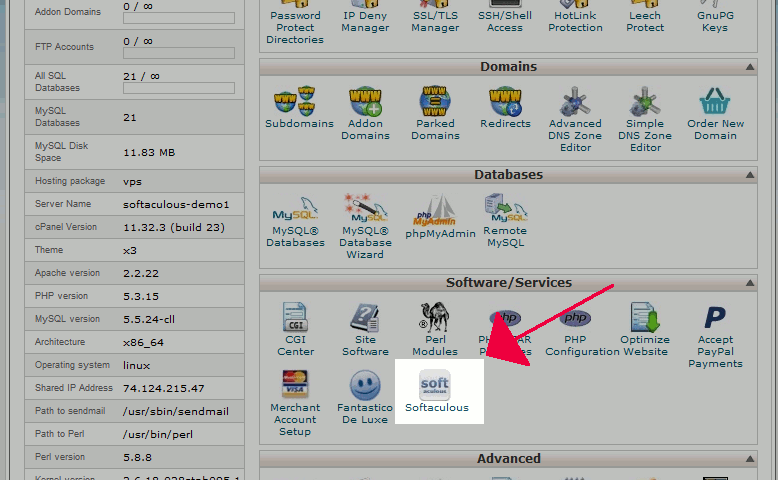 Addon Domains
0 / ∞
FTP Accounts
0 / ∞
All SQL Databases
21 / ∞
MySQL Databases
21
MySQL Disk Space
11.83 MB
Hosting package
vps
Server Name
softaculous-demo1
cPanel Version
11.32.3 (build 23)
Theme
x3
Apache version
2.2.22
PHP version
5.3.15
MySQL version
5.5.24-cll
Architecture
x86_64
Operating system
linux
Shared IP Address
74.124.215.47
Path to sendmail
/usr/sbin/sendmail
Path to Perl
/usr/bin/perl
Perl version
5.8.8
Kernel version
Password Protect Directories
IP Deny Manager
SSL/TLS Manager
SSH/Shell Access
HotLink Protection
Leech Protect
GnuPG Keys
Domains
Subdomains
Addon Domains
Parked Domains
Redirects
Advanced DNS Zone Editor
Simple DNS Zone Editor
Order New Domain
Databases
MySQL® Databases
MySQL® Database Wizard
phpMyAdmin
Remote MySQL
Software/Services
CGI Center
Site Software
Perl Modules
PHP
PHP Configuration
Optimize Website
Accept PayPal Payments
Merchant Account Setup
Fantastico De Luxe
soft
aculous
Softaculous
Advanced